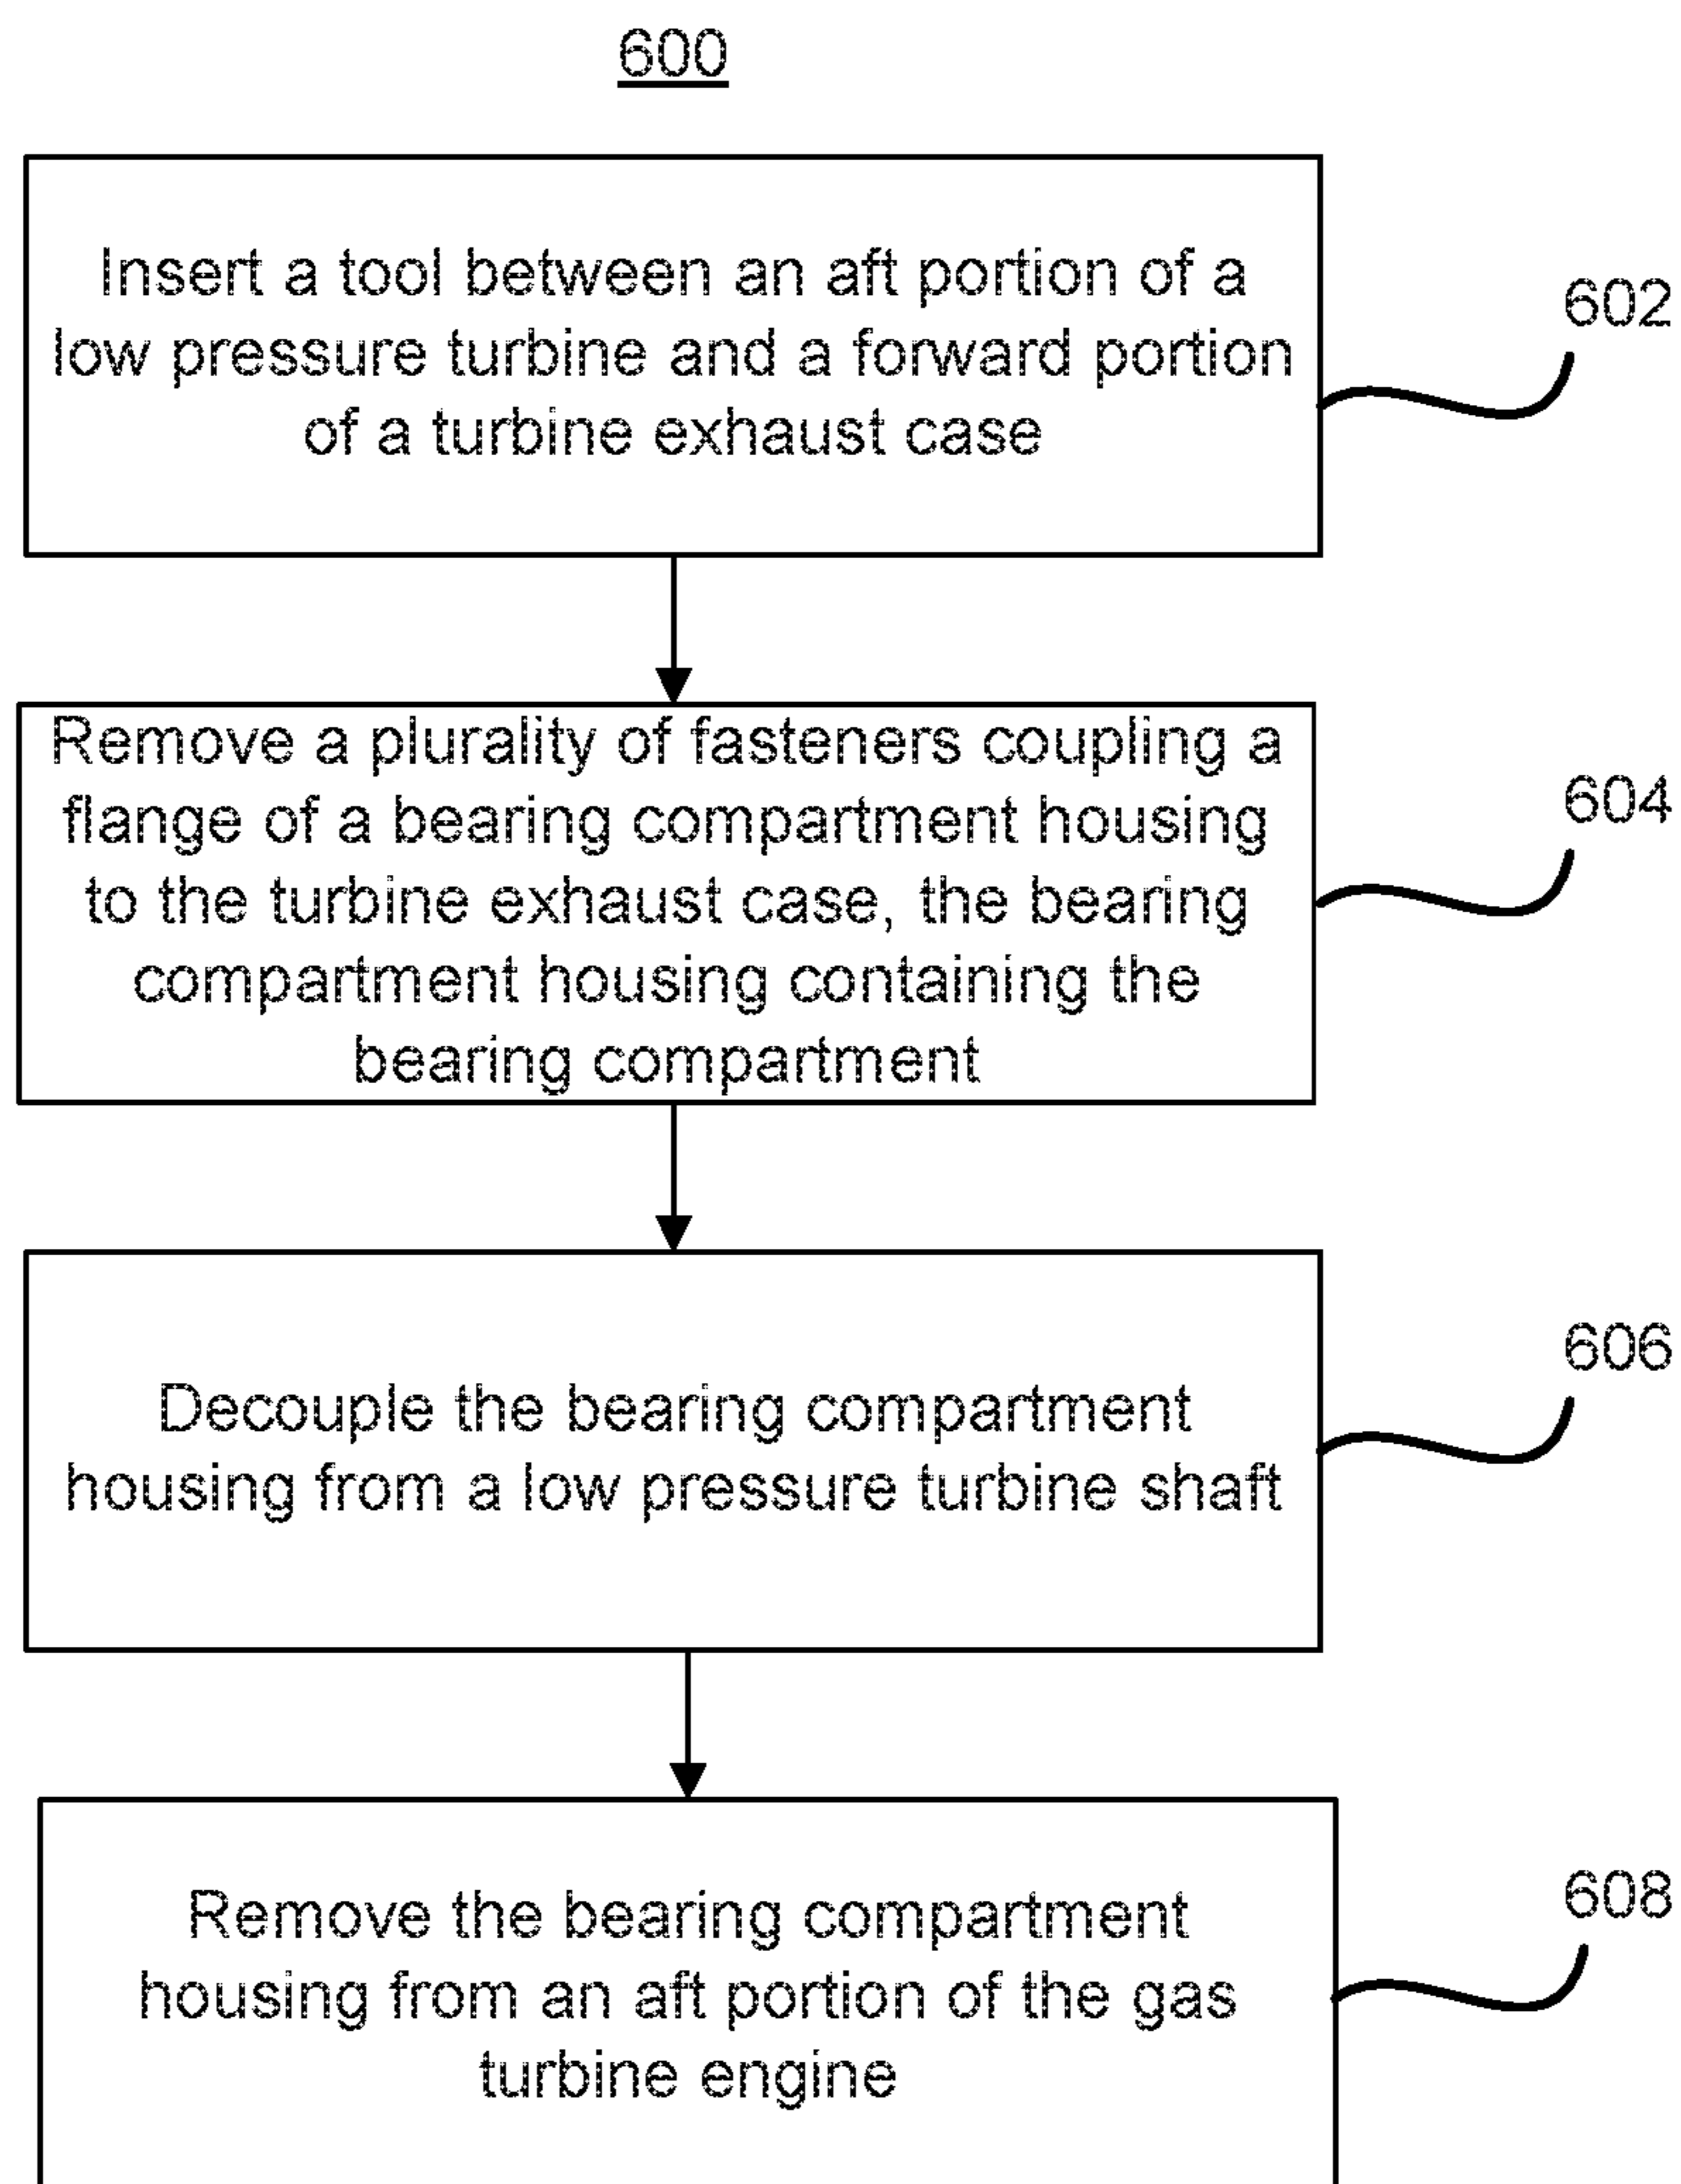 600
Insert a tool between an aft portion of a
low pressure turbine and a forward portion
of a turbine exhaust case
602
Remove a plurality of fasteners coupling a
flange of a bearing compartment housing
to the turbine exhaust case, the bearing
compartment housing containing the
bearing compartment
604
Decouple the bearing compartment
housing from a low pressure turbine shaft
606
Remove the bearing compartment
housing from an aft portion of the gas
turbine engine
608